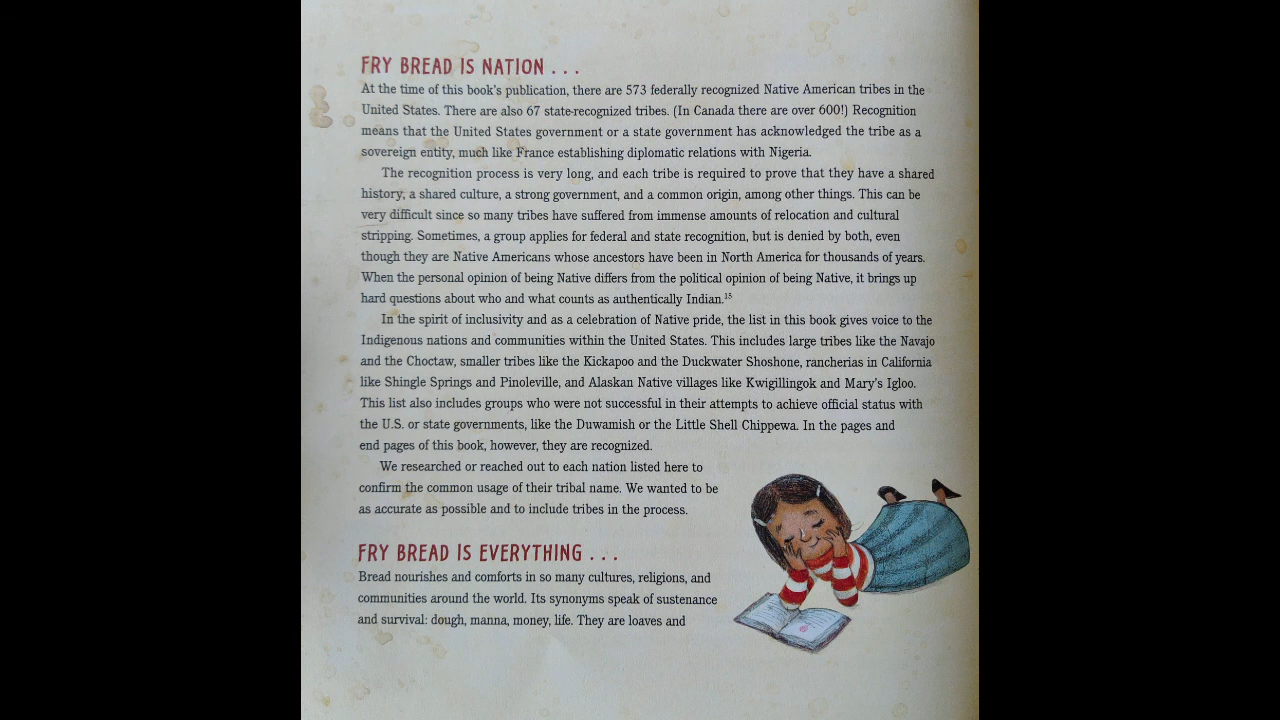 FRY BREAD IS NATION . . .
At the time of this book's publication, there are 573 federally recognized Native American tribes in the
United States. There are also 67 state-recognized tribes. (In Canada there are over 600!) Recognition
means that the United States government or a state government has acknowledged the tribe as a
sovereign entity, much like France establishing diplomatic relations with Nigeria.
The recognition process is very long, and each tribe is required to prove that they have a shared
history, a shared culture, a strong government, and a common origin, among other things. This can be
very difficult since so many tribes have suffered from immense amounts of relocation and cultural
stripping. Sometimes, a group applies for federal and state recognition, but is denied by both, even
though they are Native Americans whose ancestors have been in North America for thousands of years.
When the personal opinion of being Native differs from the political opinion of being Native, it brings up
hard questions about who and what counts as authentically Indian.¹⁵
In the spirit of inclusivity and as a celebration of Native pride, the list in this book gives voice to the
Indigenous nations and communities within the United States. This includes large tribes like the Navajo
and the Choctaw, smaller tribes like the Kickapoo and the Duckwater Shoshone, rancherias in California
like Shingle Springs and Pinoleville, and Alaskan Native villages like Kwigillingok and Mary's Igloo.
This list also includes groups who were not successful in their attempts to achieve official status with
the U.S. or state governments, like the Duwamish or the Little Shell Chippewa. In the pages and
end pages of this book, however, they are recognized.
We researched or reached out to each nation listed here to
confirm the common usage of their tribal name. We wanted to be
as accurate as possible and to include tribes in the process.
FRY BREAD IS EVERYTHING . . .
Bread nourishes and comforts in so many cultures, religions, and
communities around the world. Its synonyms speak of sustenance
and survival: dough, manna, money, life. They are loaves and